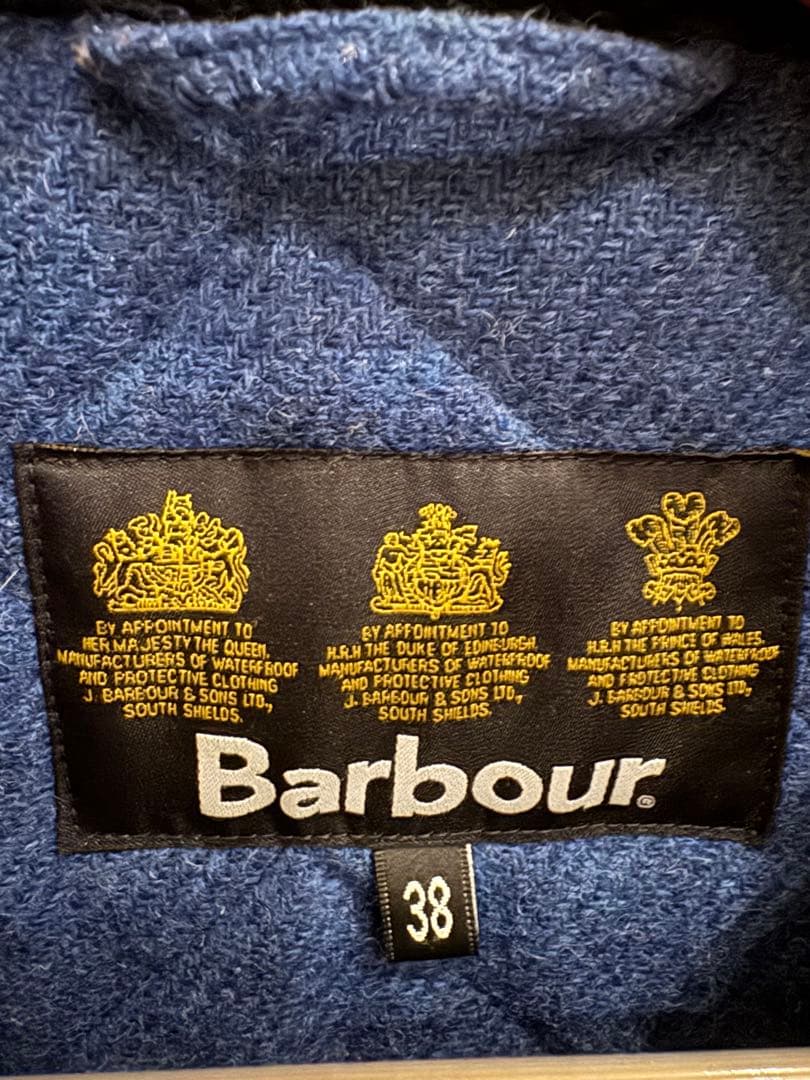 BY APPOINTMENT TO
HER MAJESTY THE QUEEN.
MANUFACTURERS OF WATERPROOF
AND PROTECTIVE CLOTHING
J. BARBOUR & SONS LTD.,
SOUTH SHIELDS.
BY APPOINTMENT TO
H.R.H THE DUKE OF EDINBURGH.
MANUFACTURERS OF WATERPROOF
AND PROTECTIVE CLOTHING
J. BARBOUR & SONS LTD.,
SOUTH SHIELDS.
BY APPOINTMENT TO
H.R.H THE PRINCE OF WALES.
MANUFACTURERS OF WATERPROOF
AND PROTECTIVE CLOTHING
J. BARBOUR & SONS LTD.,
SOUTH SHIELDS.
Barbour®
38